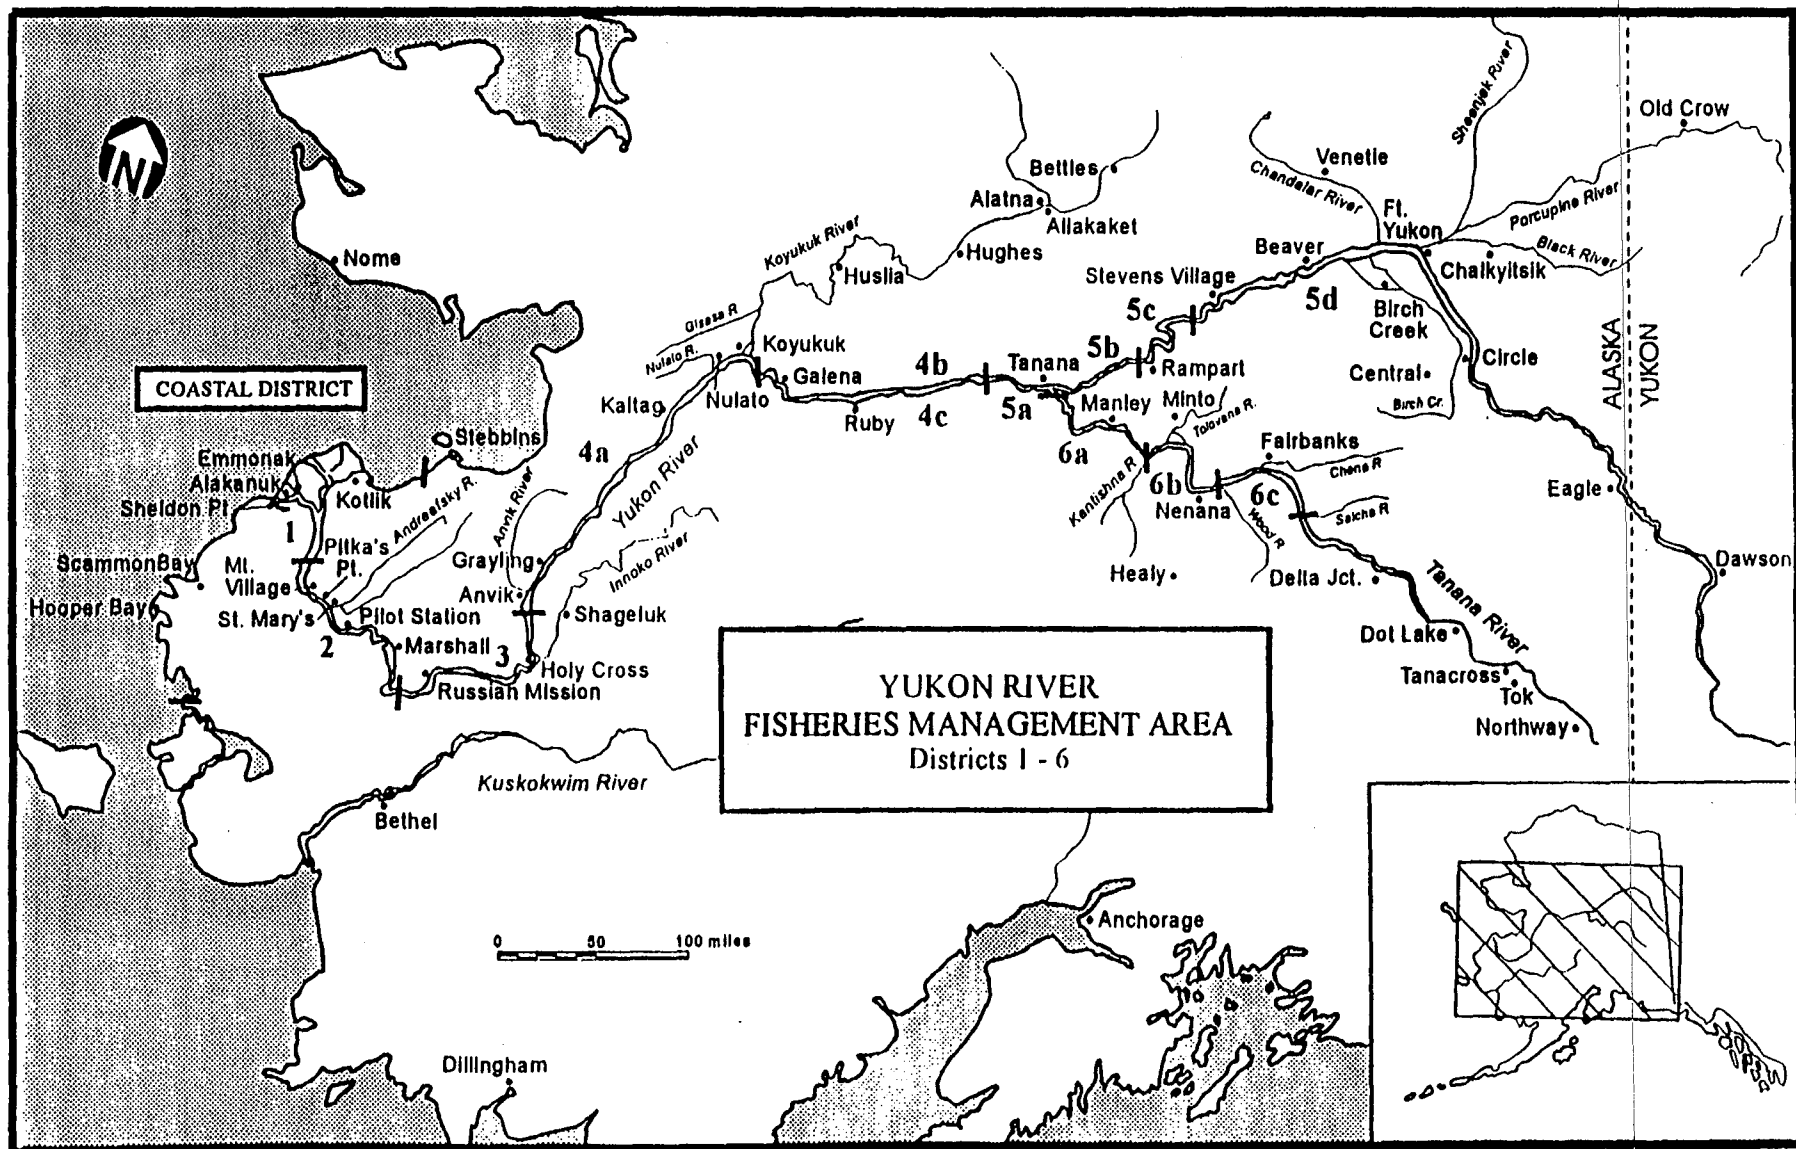 Old Crow
Sheenjek River
Venetie
Chandalar River
Bettles
Alatna
Allakaket
Porcupine River
Ft.
Yukon
Black River
Koyukuk River
Hughes
Beaver
Chalkyitsik
N
Nome
Huslia
Stevens Village
5d
Birch
Creek
Gisasa R
5c
ALASKA
YUKON
Nulato R.
Koyukuk
5b
Circle
COASTAL DISTRICT
Galena
4b
Tanana
Rampart
Central
Kaltag
Nulato
Ruby
4c
5a
Manley
Minto
Birch Cr.
Tolovana R.
Stebbins
4a
6a
Fairbanks
Emmonak
Alakanuk
Kotlik
Yukon River
Chena R
Sheldon Pt.
Andreafsky R.
Anvik River
Kantishna R
6b
Nenana
6c
Eagle
Salcha R
Wood R
1
Pitka's
Pt.
Scammon Bay
Mt.
Village
Grayling
Innoko River
Healy
Delta Jct.
Dawson
Hooper Bay
St. Mary's
Pilot Station
Anvik
Shageluk
Tanana River
2
Marshall
3
Holy Cross
Russian Mission
Dot Lake
Tanacross
Tok
Northway
YUKON RIVER
FISHERIES MANAGEMENT AREA
Districts 1 - 6
Kuskokwim River
Bethel
Anchorage
0 50 100 miles
Dillingham